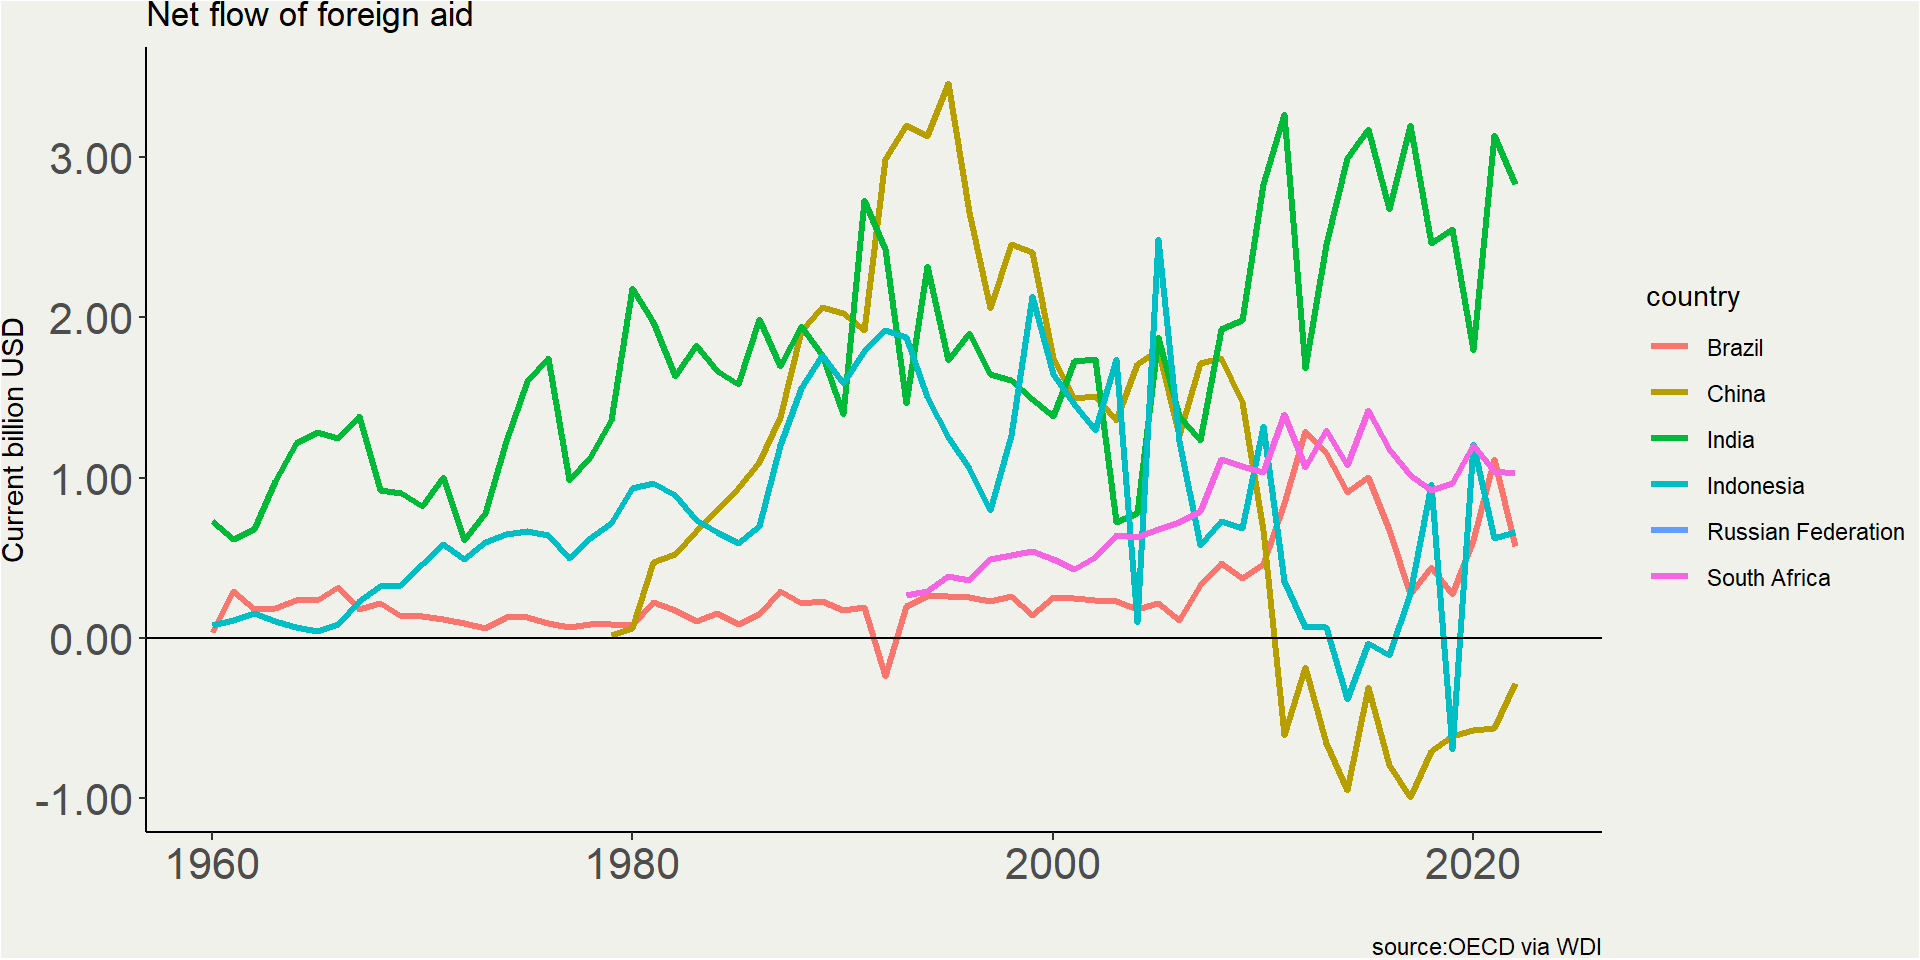 Net flow of foreign aid
Current billion USD
3.00
2.00
1.00
0.00
-1.00
1960
1980
2000
2020
country
Brazil
China
India
Indonesia
Russian Federation
South Africa
source:OECD via WDI